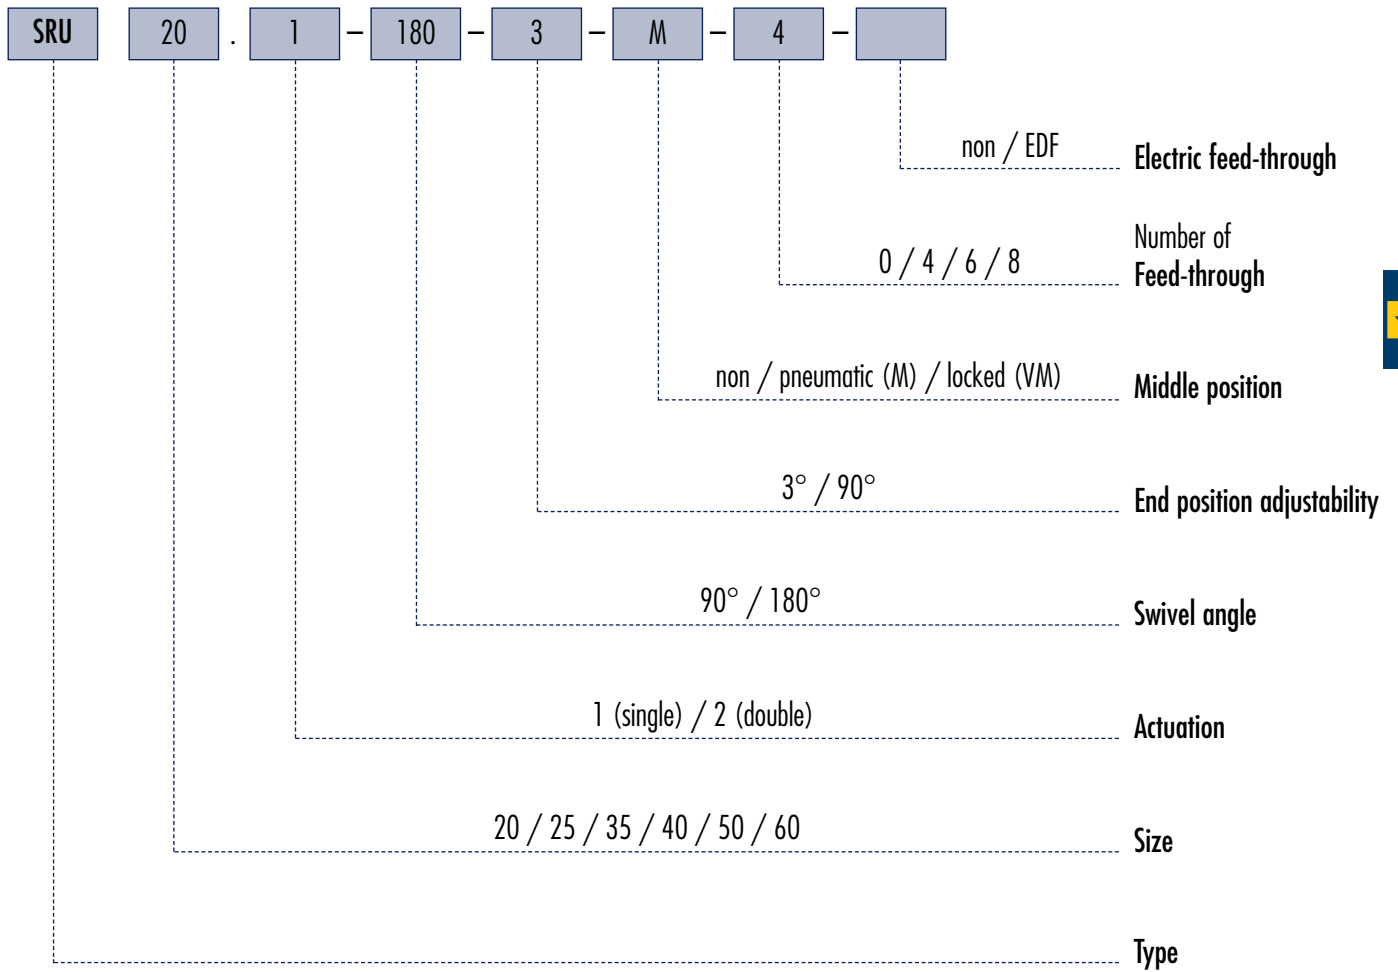 SRU 20 . 1 – 180 – 3 – M – 4 –
non / EDF Electric feed-through
Number of
0 / 4 / 6 / 8 Feed-through
non / pneumatic (M) / locked (VM) Middle position
3° / 90° End position adjustability
90° / 180° Swivel angle
1 (single) / 2 (double) Actuation
20 / 25 / 35 / 40 / 50 / 60 Size
Type